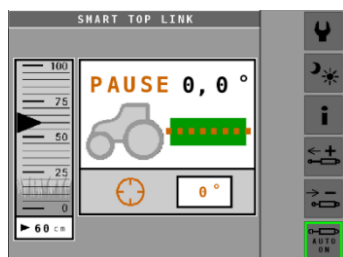 SMART TOP LINK
100
75
50
25
0
60 cm
PAUSE 0,0 °
0 °
i
AUTO
ON